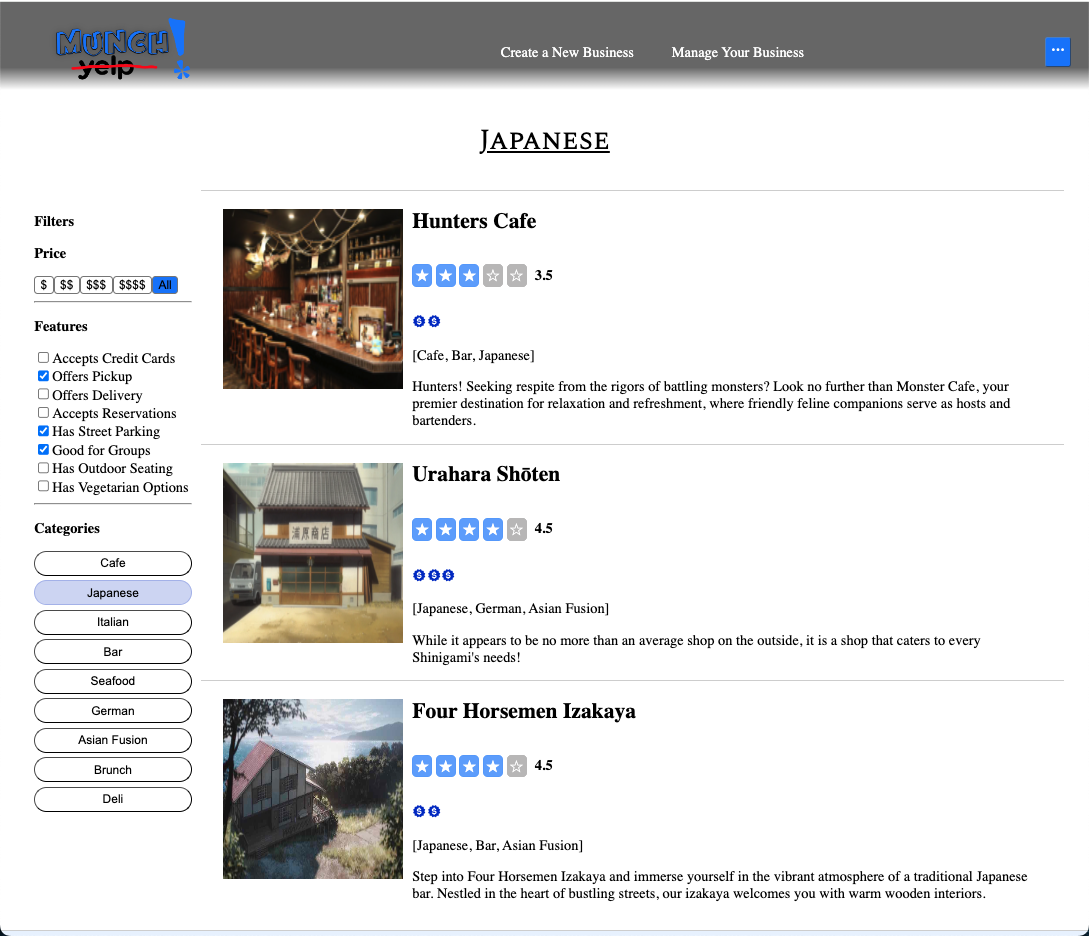 MUNCH!
yelp
Create a New Business
Manage Your Business
...
Japanese
Filters
Price
$ $$ $$$ $$$$ All
Features
Accepts Credit Cards
Offers Pickup
Offers Delivery
Accepts Reservations
Has Street Parking
Good for Groups
Has Outdoor Seating
Has Vegetarian Options
Categories
Cafe
Japanese
Italian
Bar
Seafood
German
Asian Fusion
Brunch
Deli
Hunters Cafe
3.5
[Cafe, Bar, Japanese]
Hunters! Seeking respite from the rigors of battling monsters? Look no further than Monster Cafe, your
premier destination for relaxation and refreshment, where friendly feline companions serve as hosts and
bartenders.
浦原商店
Urahara Shōten
4.5
[Japanese, German, Asian Fusion]
While it appears to be no more than an average shop on the outside, it is a shop that caters to every
Shinigami's needs!
Four Horsemen Izakaya
4.5
[Japanese, Bar, Asian Fusion]
Step into Four Horsemen Izakaya and immerse yourself in the vibrant atmosphere of a traditional Japanese
bar. Nestled in the heart of bustling streets, our izakaya welcomes you with warm wooden interiors.